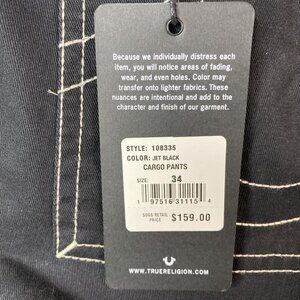 Because we individually distress each
item, you will notice areas of fading,
wear, and even holes. Color may
transfer onto lighter fabrics. These
nuances are intentional and add to the
character and finish of our garment.
STYLE: 108335
COLOR: JET BLACK
CARGO PANTS
SIZE: 34
1 97516 31115 4
SUGG RETAIL
PRICE $159.00
WWW.TRUERELIGION.COM